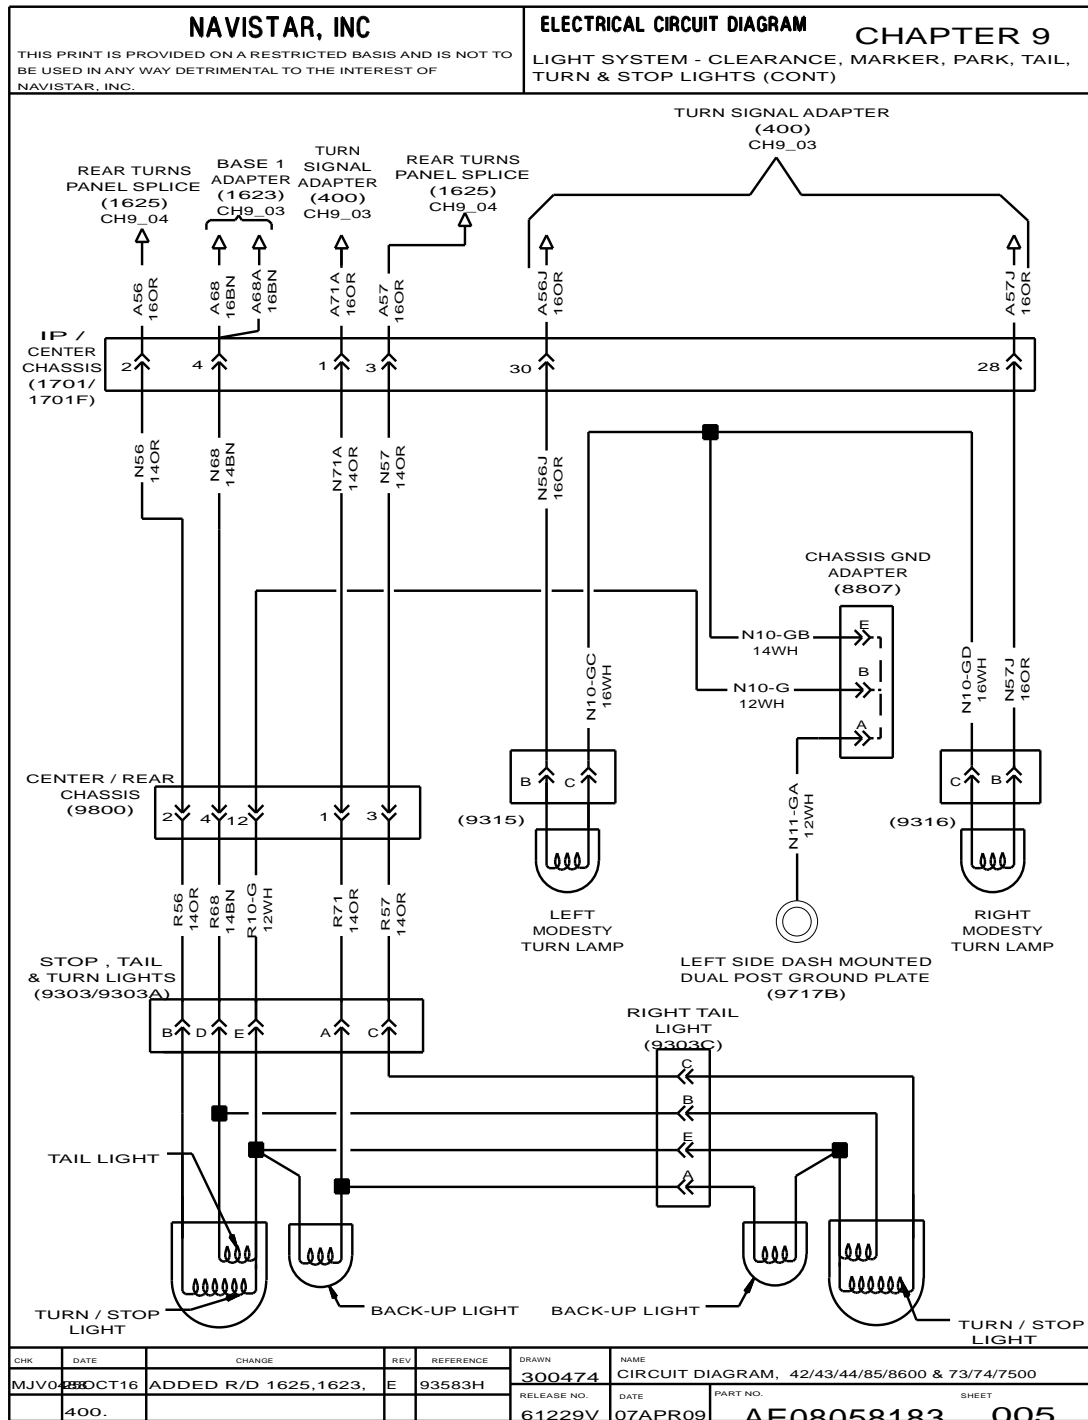 NAVISTAR, INC
THIS PRINT IS PROVIDED ON A RESTRICTED BASIS AND IS NOT TO
BE USED IN ANY WAY DETRIMENTAL TO THE INTEREST OF
NAVISTAR, INC.
ELECTRICAL CIRCUIT DIAGRAM
CHAPTER 9
LIGHT SYSTEM - CLEARANCE, MARKER, PARK, TAIL,
TURN & STOP LIGHTS (CONT)
TURN SIGNAL ADAPTER
(400)
CH9_03
REAR TURNS
PANEL SPLICE
(1625)
CH9_04
BASE 1
ADAPTER
(1623)
CH9_03
TURN
SIGNAL
ADAPTER
(400)
CH9_03
REAR TURNS
PANEL SPLICE
(1625)
CH9_04
A56
16OR
A68
16BN
A68A
16BN
A71A
16OR
A57
16OR
A56J
16OR
A57J
16OR
IP /
CENTER
CHASSIS
(1701/
1701F)
2
4
1
3
30
28
N56
14OR
N68
14BN
N71A
14OR
N57
14OR
N56J
16OR
CHASSIS GND
ADAPTER
(8807)
E
N10-GB
14WH
B
N10-G
12WH
A
N10-GC
16WH
N10-GD
16WH
N57J
16OR
N11-GA
12WH
CENTER / REAR
CHASSIS
(9800)
2
4
12
1
3
B
C
(9315)
C
B
(9316)
R56
14OR
R68
14BN
R10-G
12WH
R71
14OR
R57
14OR
LEFT
MODESTY
TURN LAMP
RIGHT
MODESTY
TURN LAMP
LEFT SIDE DASH MOUNTED
DUAL POST GROUND PLATE
(9717B)
STOP , TAIL
& TURN LIGHTS
(9303/9303A)
B
D
E
A
C
RIGHT TAIL
LIGHT
(9303C)
C
B
E
A
TAIL LIGHT
TURN / STOP
LIGHT
BACK-UP LIGHT
BACK-UP LIGHT
TURN / STOP
LIGHT
CHK
DATE
CHANGE
REV
REFERENCE
ADDED R/D 1625,1623,
E
93583H
400.
DRAWN
300474
NAME
CIRCUIT DIAGRAM, 42/43/44/85/8600 & 73/74/7500
RELEASE NO.
61229V
DATE
07APR09
PART NO.
AE08058183
SHEET
005